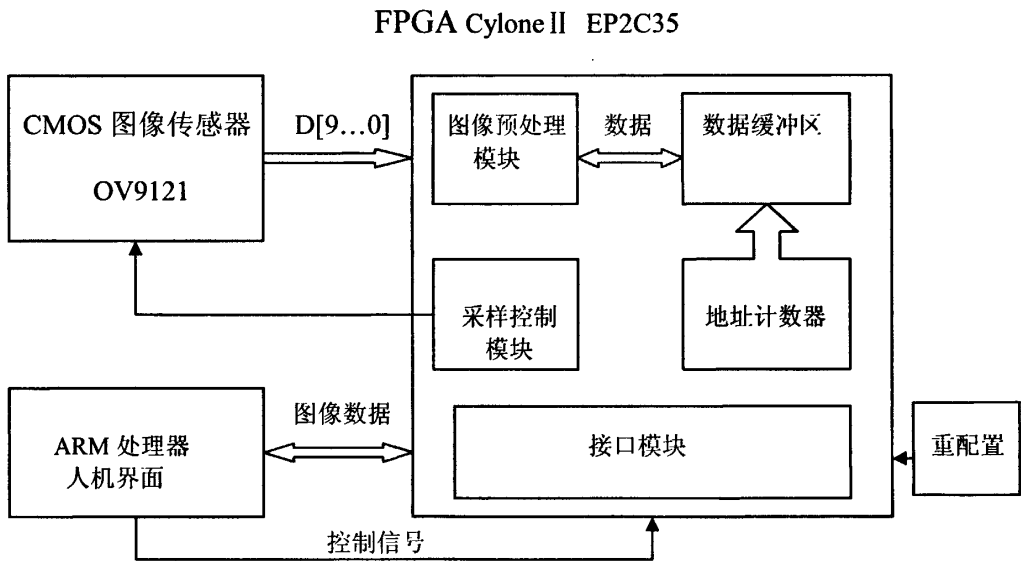 FPGA Cylone II EP2C35
CMOS 图像传感器
OV9121
D[9...0]
图像预处理
模块
数据
数据缓冲区
采样控制
模块
地址计数器
ARM 处理器
人机界面
图像数据
接口模块
重配置
控制信号